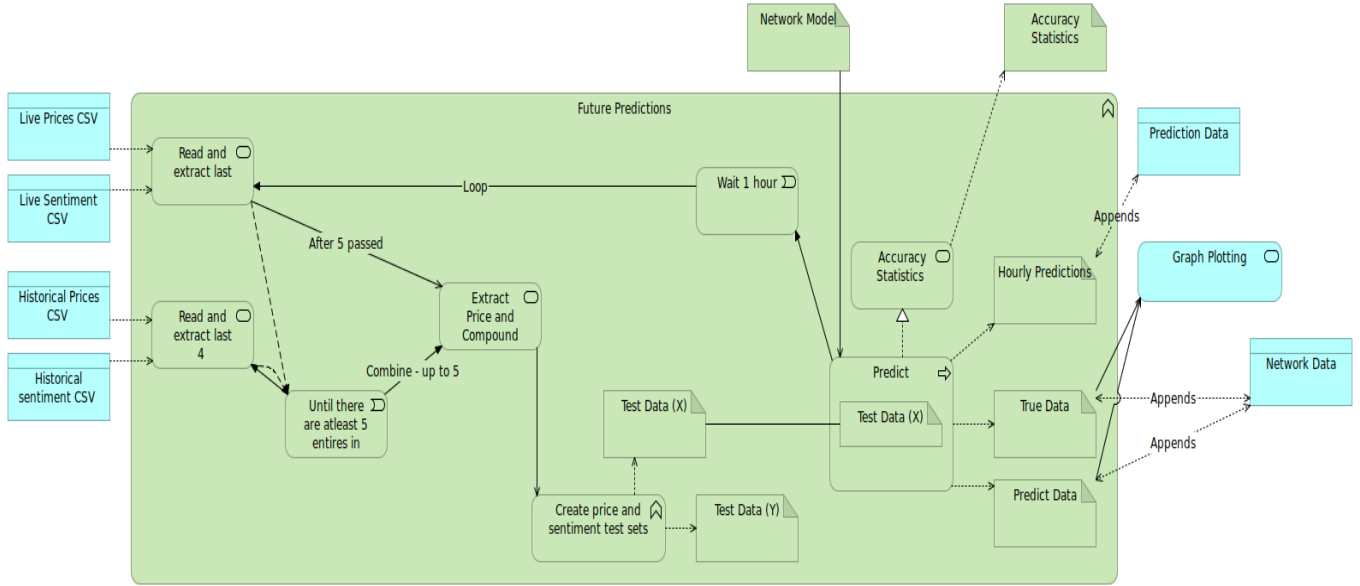 Network Model
Accuracy
Statistics
Future Predictions
Live Prices CSV
Read and
extract last
Prediction Data
Live Sentiment
CSV
Loop
Wait 1 hour
Appends
After 5 passed
Accuracy
Statistics
Hourly Predictions
Graph Plotting
Historical Prices
CSV
Read and
extract last
4
Extract
Price and
Compound
Historical
sentiment CSV
Combine - up to 5
Predict
Network Data
Until there
are atleast 5
entires in
Test Data (X)
Test Data (X)
True Data
Appends
Appends
Create price and
sentiment test sets
Test Data (Y)
Predict Data